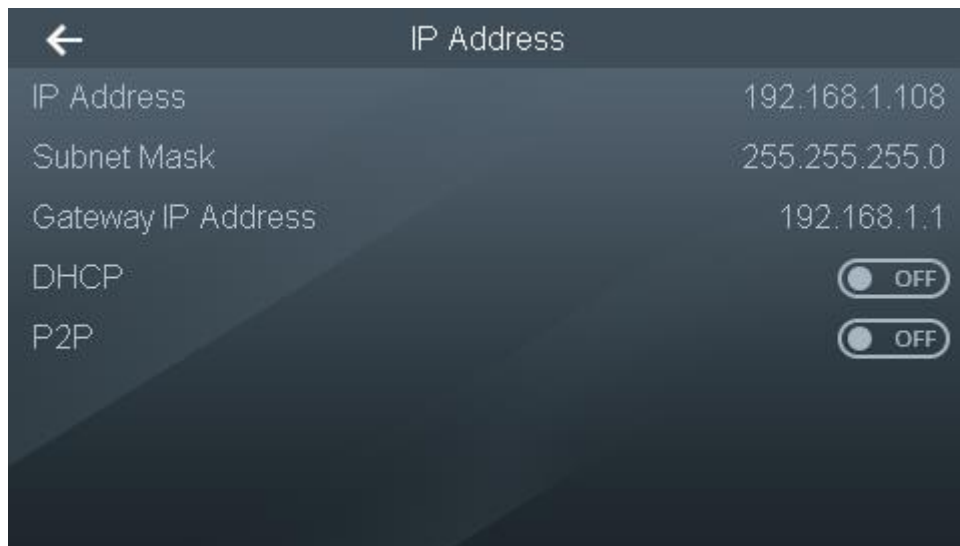 IP Address
IP Address 192.168.1.108
Subnet Mask 255.255.255.0
Gateway IP Address 192.168.1.1
DHCP OFF
P2P OFF